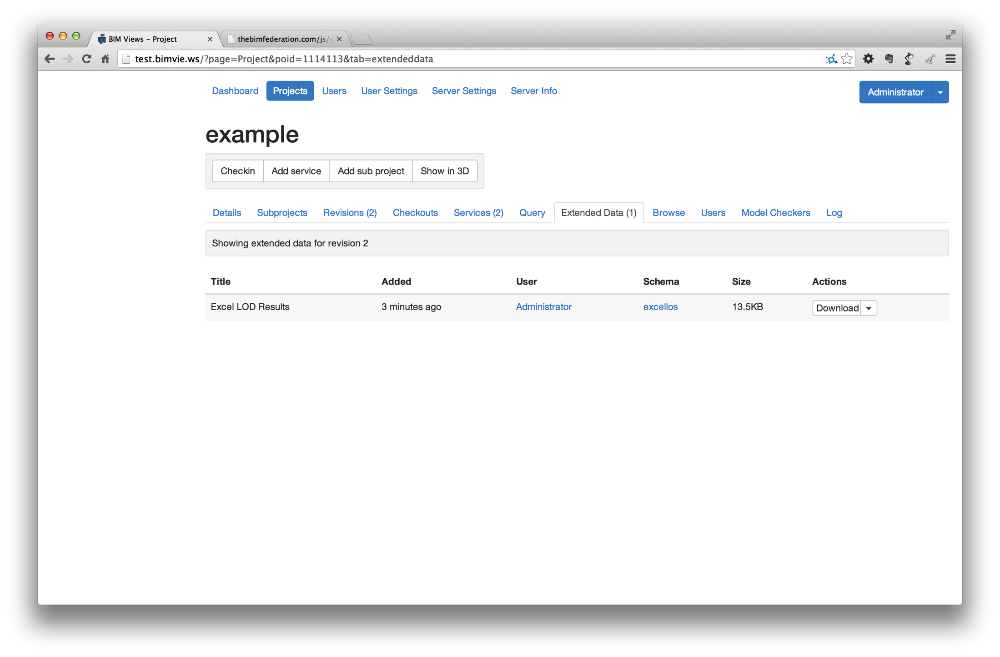 BIM Views – Project
thebimfederation.com/js/s
test.bimvie.ws/?page=Project&poid=1114113&tab=extendeddata
Dashboard Projects Users User Settings Server Settings Server Info Administrator
example
Checkin Add service Add sub project Show in 3D
Details Subprojects Revisions (2) Checkouts Services (2) Query Extended Data (1) Browse Users Model Checkers Log
Showing extended data for revision 2
Title Added User Schema Size Actions
Excel LOD Results 3 minutes ago Administrator excellos 13.5KB Download